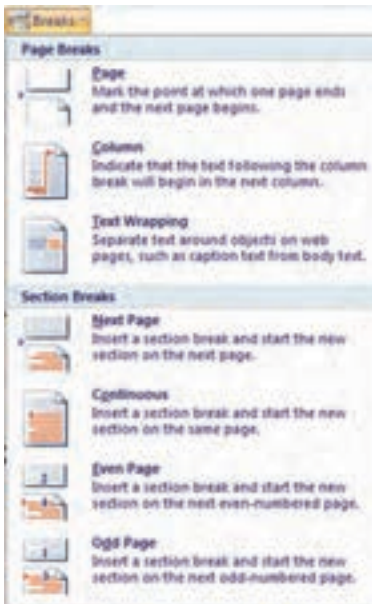 Breaks
Page Breaks
Page
Mark the point at which one page ends
and the next page begins.
Column
Indicate that the text following the column
break will begin in the next column.
Text Wrapping
Separate text around objects on web
pages, such as caption text from body text.
Section Breaks
Next Page
Insert a section break and start the new
section on the next page.
Continuous
Insert a section break and start the new
section on the same page.
Even Page
Insert a section break and start the new
section on the next even-numbered page.
Odd Page
Insert a section break and start the new
section on the next odd-numbered page.